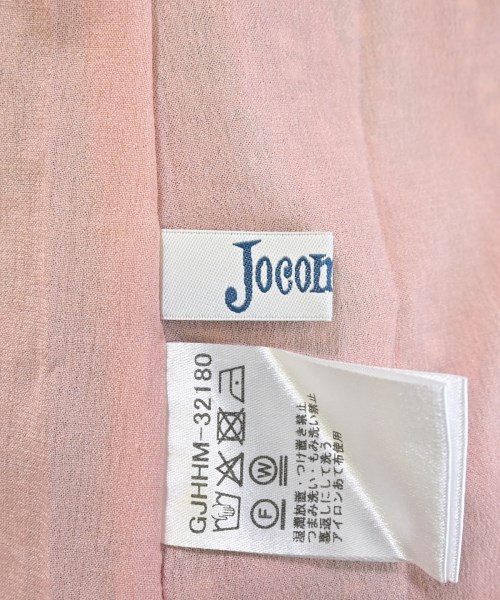 Jocom
GJHHM-32180
F W
湿潤放置・つけ置き禁止
つまみ洗い・もみ洗い禁止
裏返しにして洗う
アイロンあて布使用